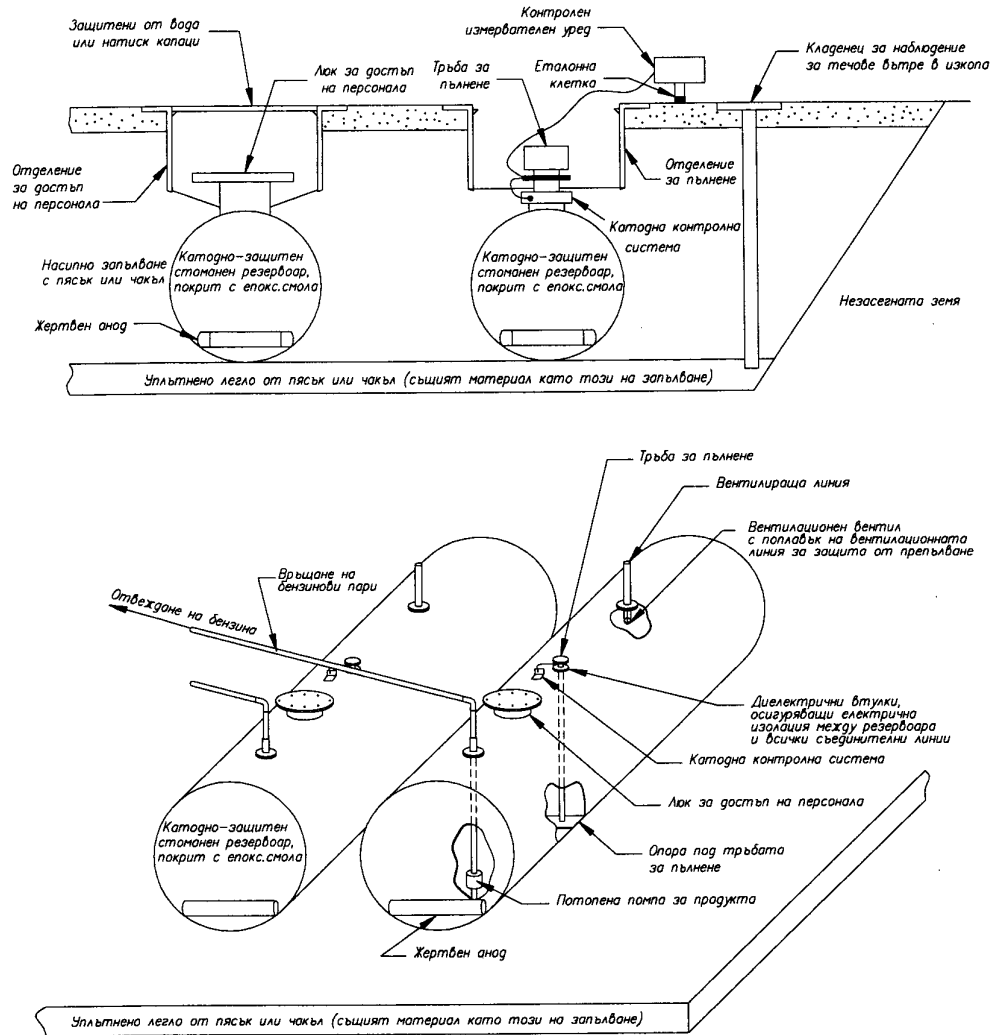 Защитени от вода
или натиск капаци
Люк за достъп
на персонала
Тръба за
пълнене
Контролен
измервателен уред
Еталонна
клетка
Кладенец за наблюдение
за течове вътре в изкопа
Отделение
за достъп
на персонала
Отделение
за пълнене
Катодна контролна
система
Насипно запълване
с пясък или чакъл
Катодно-защитен
стоманен резервоар,
покрит с епокс.смола
Катодно-защитен
стоманен резервоар,
покрит с епокс.смола
Незасегната земя
Жертвен анод
Уплътнено легло от пясък или чакъл (същият материал като този на запълване)
Тръба за пълнене
Вентилираща линия
Вентилационен вентил
с поплавък на вентилационната
линия за защита от препълване
Връщане на
бензинови пари
Отвеждане на бензина
Диелектрични втулки,
осигуряващи електрична
изолация между резервоара
и всички съединителни линии
Катодна контролна система
Люк за достъп на персонала
Катодно-защитен
стоманен резервоар,
покрит с епокс.смола
Опора под тръбата
за пълнене
Потопена помпа за продукта
Жертвен анод
Уплътнено легло от пясък или чакъл (същият материал като този на запълване)